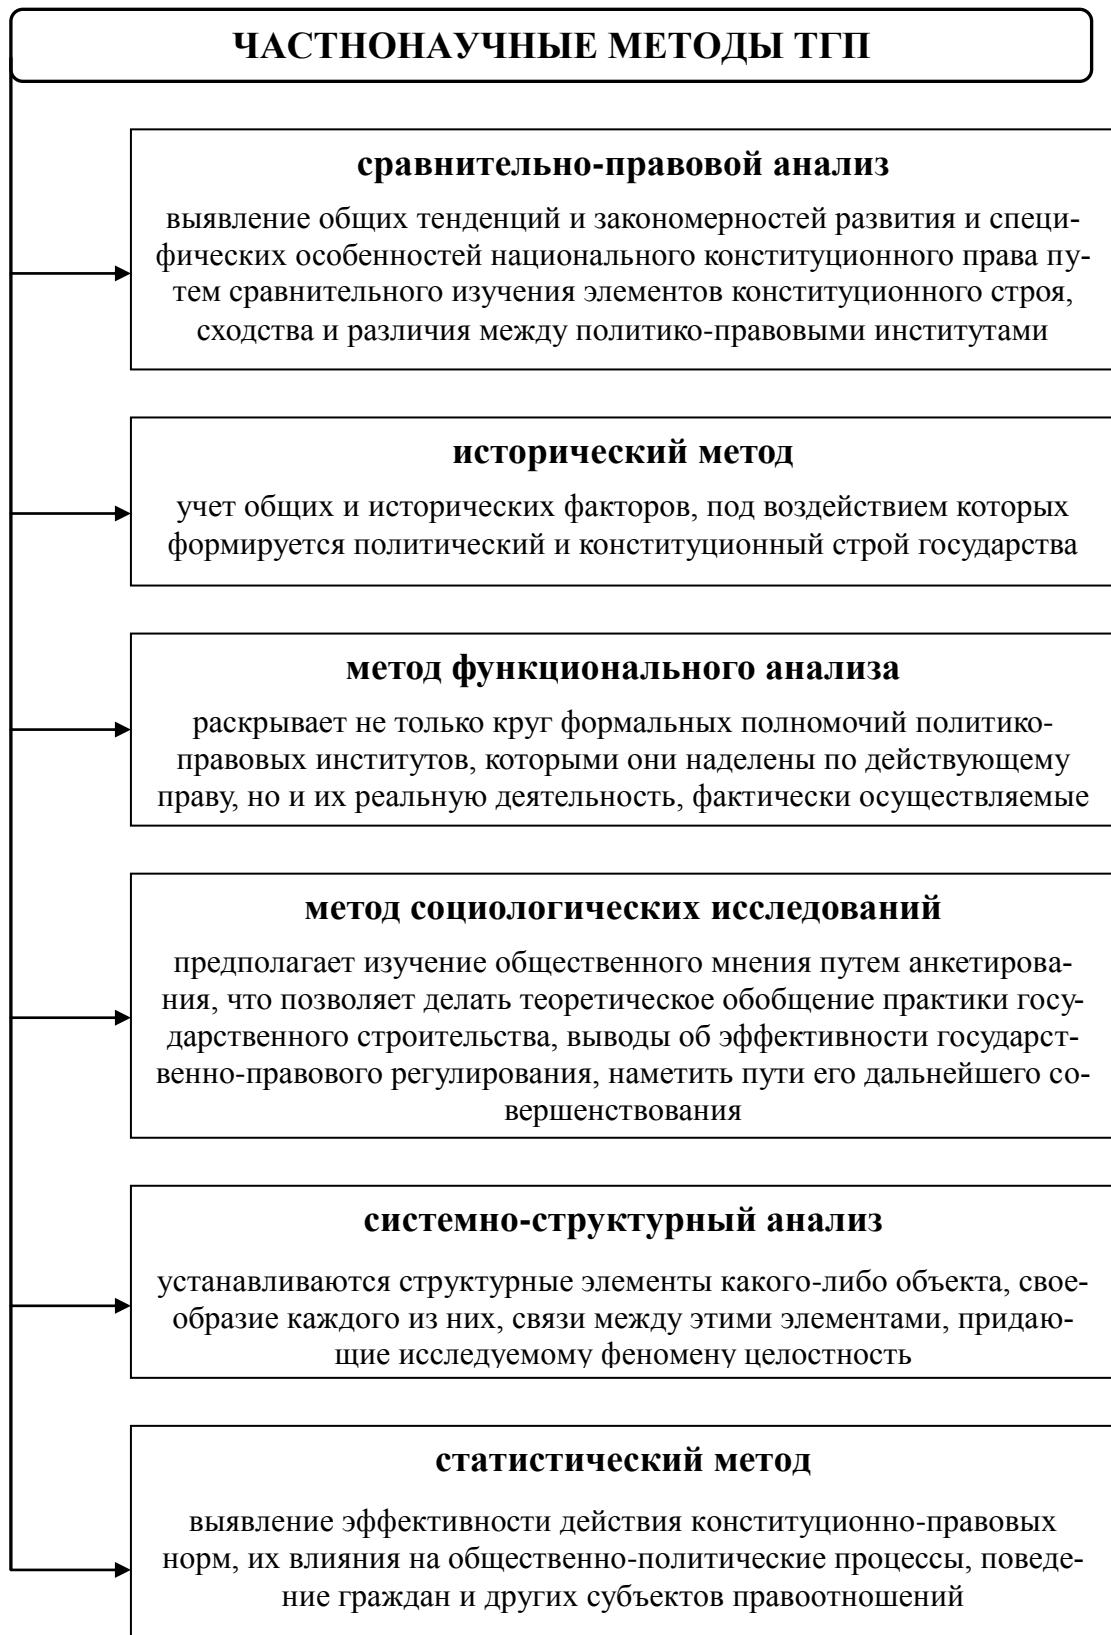 ЧАСТНОНАУЧНЫЕ МЕТОДЫ ТГП
сравнительно-правовой анализ
выявление общих тенденций и закономерностей развития и специ-
фических особенностей национального конституционного права пу-
тем сравнительного изучения элементов конституционного строя,
сходства и различия между политико-правовыми институтами
исторический метод
учет общих и исторических факторов, под воздействием которых
формируется политический и конституционный строй государства
метод функционального анализа
раскрывает не только круг формальных полномочий политико-
правовых институтов, которыми они наделены по действующему
праву, но и их реальную деятельность, фактически осуществляемые
метод социологических исследований
предполагает изучение общественного мнения путем анкетирова-
ния, что позволяет делать теоретическое обобщение практики госу-
дарственного строительства, выводы об эффективности государст-
венно-правового регулирования, наметить пути его дальнейшего со-
вершенствования
системно-структурный анализ
устанавливаются структурные элементы какого-либо объекта, свое-
образие каждого из них, связи между этими элементами, придаю-
щие исследуемому феномену целостность
статистический метод
выявление эффективности действия конституционно-правовых
норм, их влияния на общественно-политические процессы, поведе-
ние граждан и других субъектов правоотношений